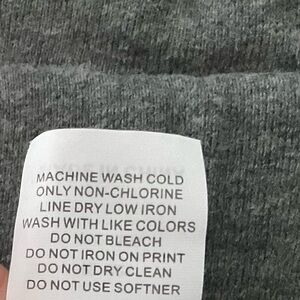 MACHINE WASH COLD
ONLY NON-CHLORINE
LINE DRY LOW IRON
WASH WITH LIKE COLORS
DO NOT BLEACH
DO NOT IRON ON PRINT
DO NOT DRY CLEAN
DO NOT USE SOFTNER